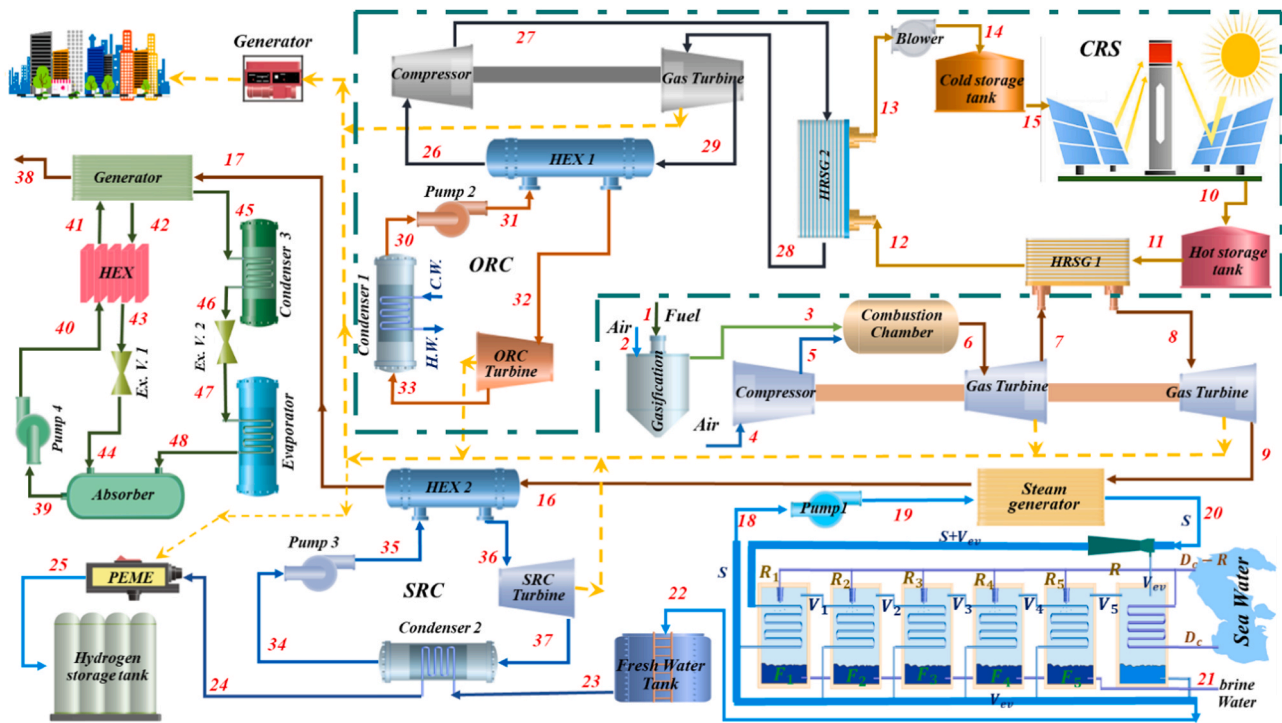 Generator
27
Compressor
Gas Turbine
Blower
14
CRS
Cold storage
tank
13
15
26
29
HEX 1
HRSG 2
38
17
Generator
Pump 2
31
10
41
42
45
30
28
12
11
Hot storage
tank
HRSG 1
HEX
Condenser 3
ORC
Condenser 1
C.W.
H.W.
32
46
40
43
Ex. V. 1
Ex. V. 2
1
Fuel
Air
2
3
Combustion
Chamber
5
6
7
8
ORC
Turbine
Gasification
Compressor
Gas Turbine
Gas Turbine
47
33
Pump 4
Evaporator
Air
4
44
48
9
39
Absorber
HEX 2
16
Steam
generator
18
Pump1
19
20
S
S+Vev
25
PEME
Pump 3
35
36
SRC
SRC
Turbine
S
R1
R2
R3
R4
R5
R
Vev
Dc − R
V1
V2
V3
V4
V5
Sea Water
22
34
Condenser 2
37
Dc
Hydrogen
storage tank
Fresh Water
Tank
F1
F2
F3
F4
F5
21
brine
Water
24
23
Vev